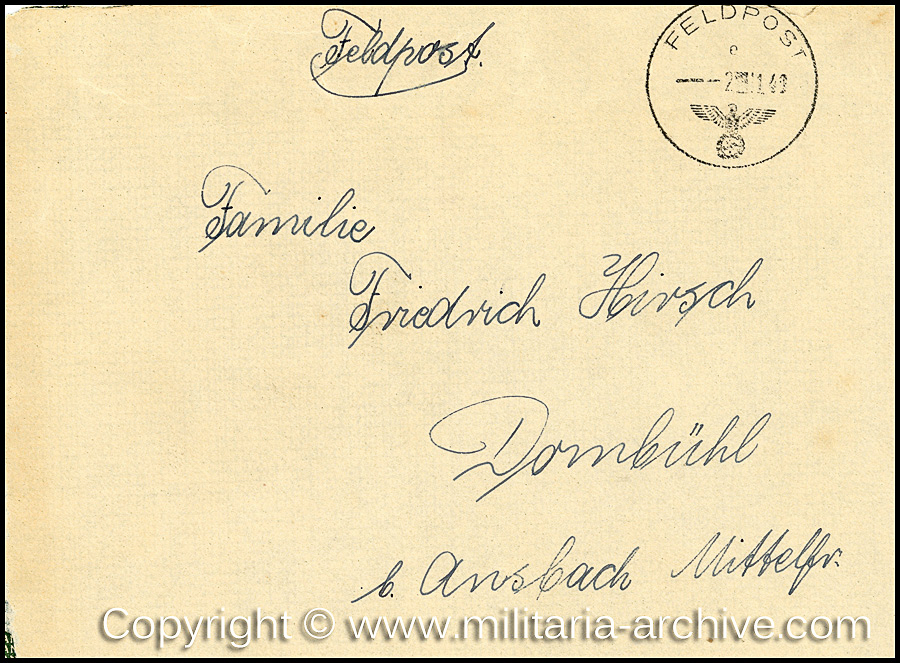 Feldpost.
FELDPOST
e
Familie
Friedrich Hirsch
Dombühl
b. Ansbach Mittelfr.
Copyright © www.militaria-archive.com